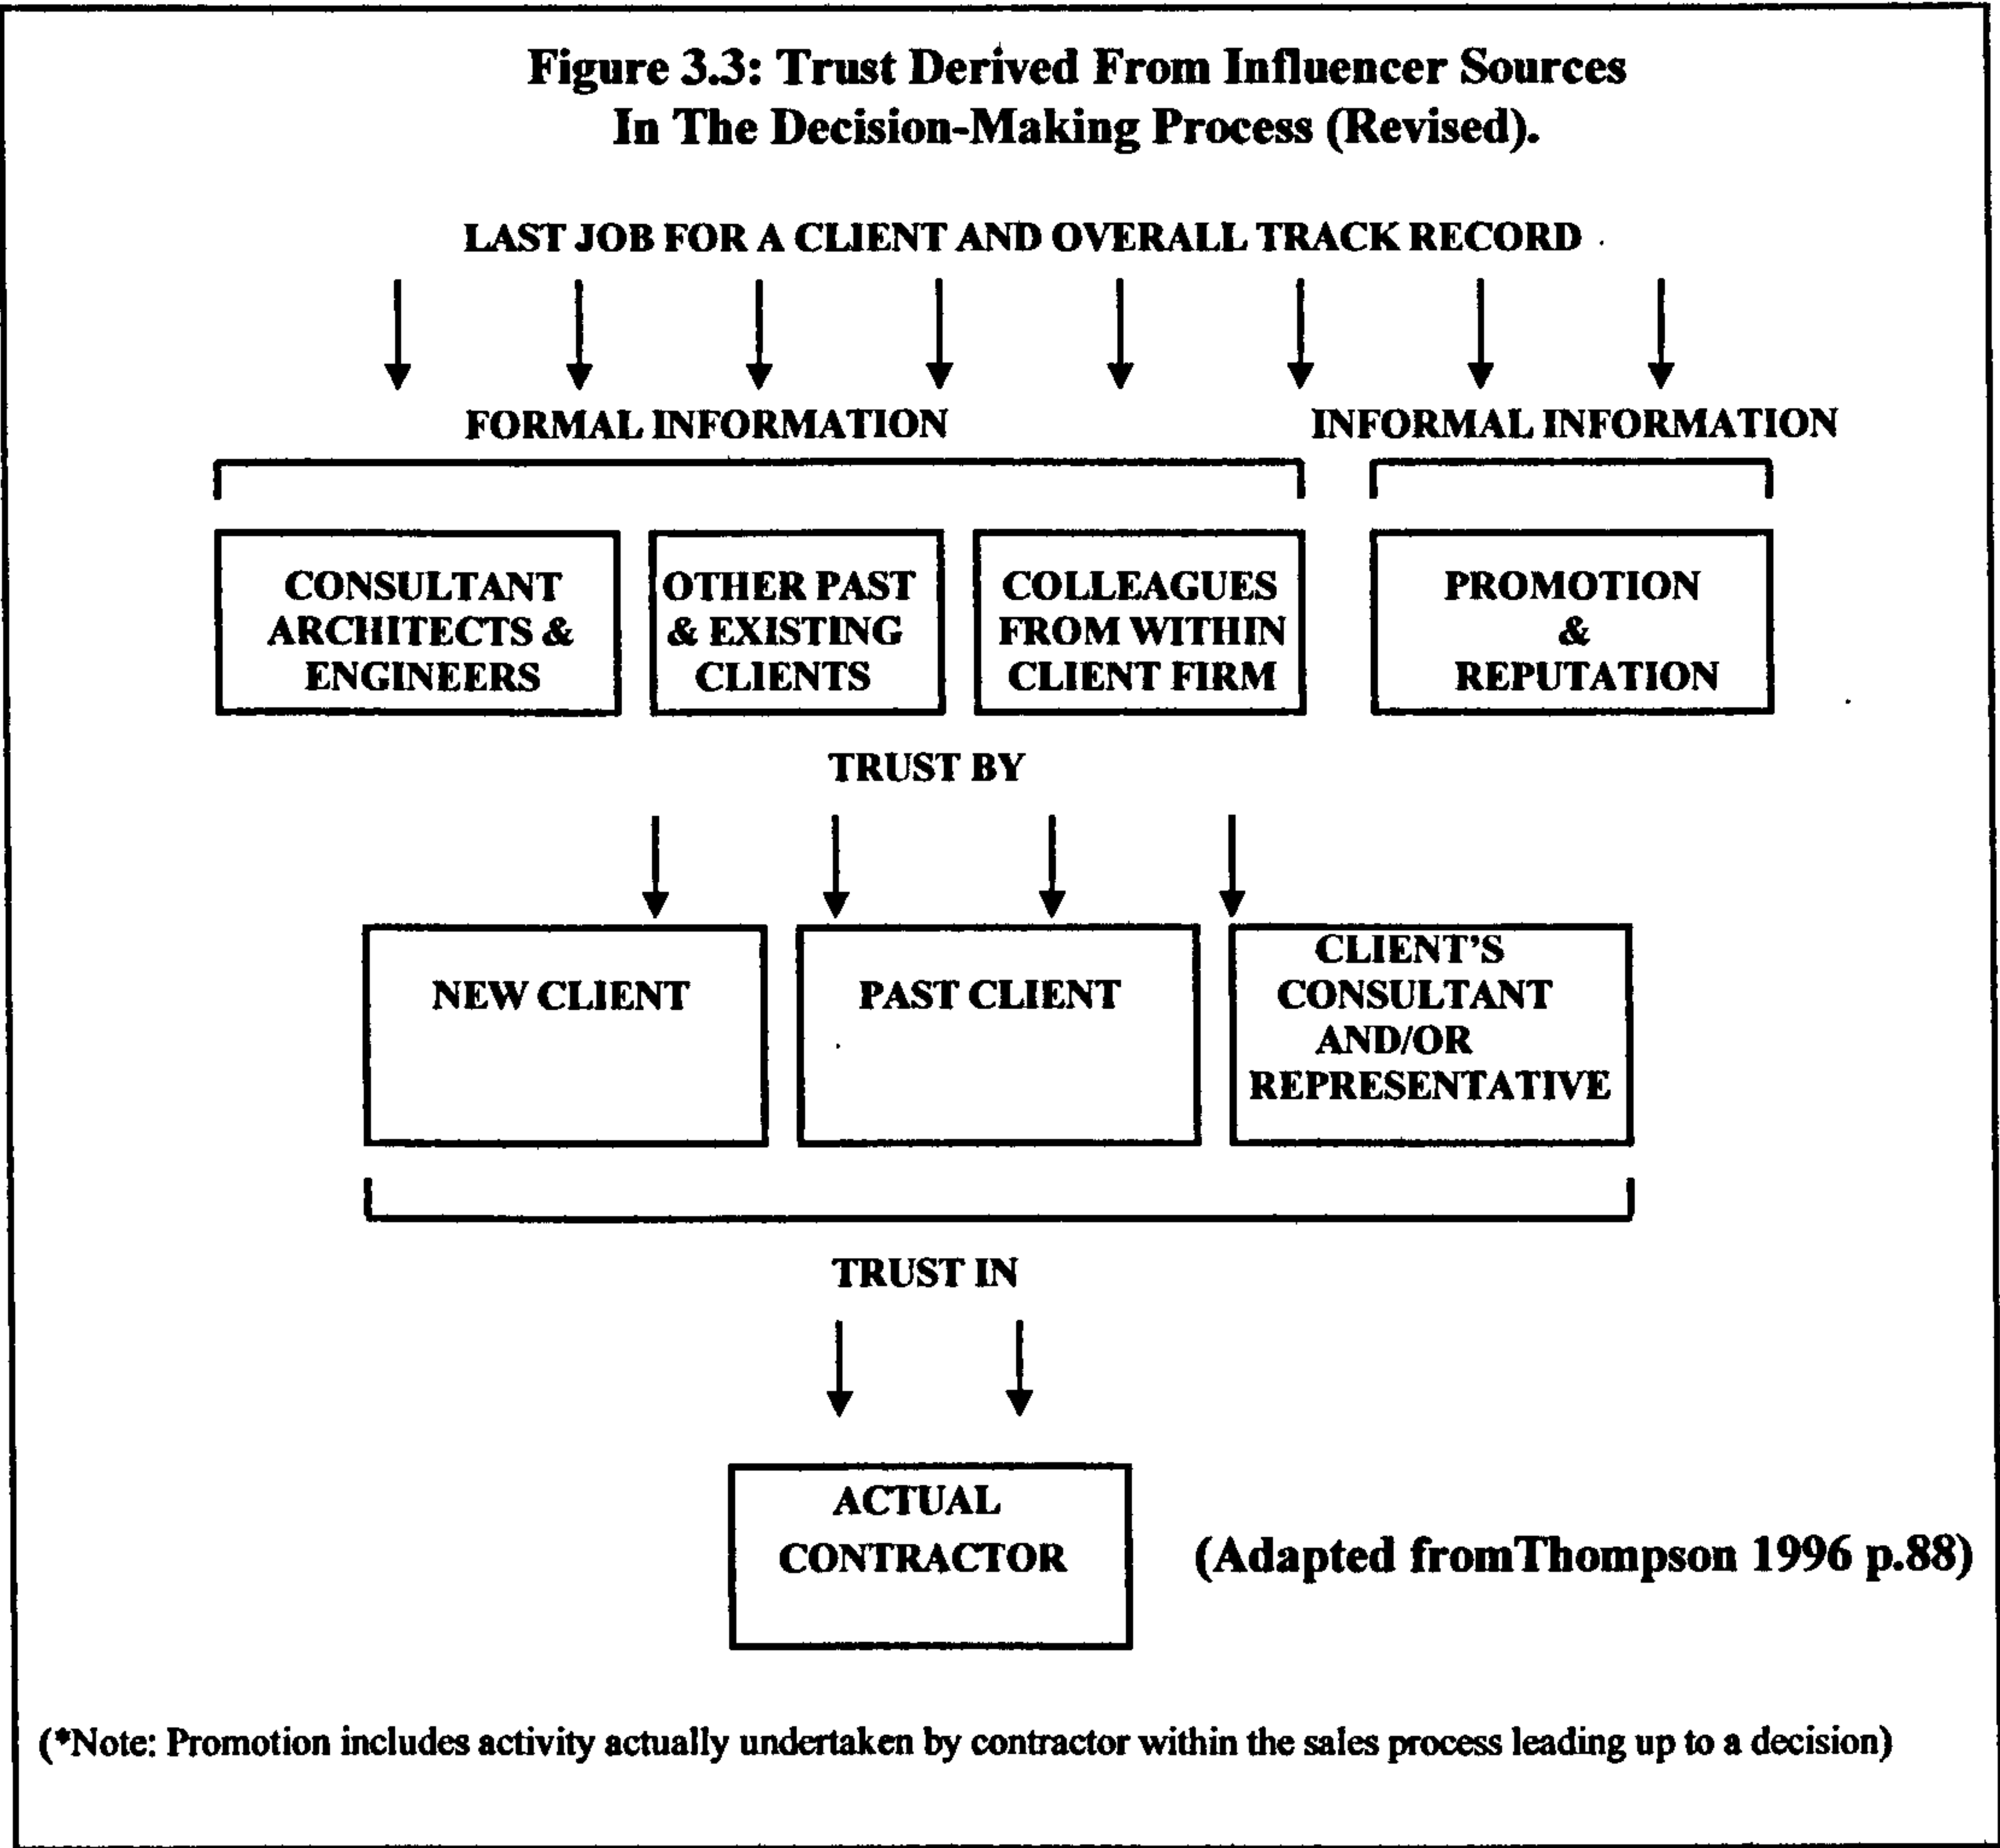 Figure 3.3: Trust Derived From Influencer Sources
In The Decision-Making Process (Revised).
LAST JOB FOR A CLIENT AND OVERALL TRACK RECORD
FORMAL INFORMATION
INFORMAL INFORMATION
CONSULTANT
ARCHITECTS &
ENGINEERS
OTHER PAST
& EXISTING
CLIENTS
COLLEAGUES
FROM WITHIN
CLIENT FIRM
PROMOTION
&
REPUTATION
TRUST BY
NEW CLIENT
PAST CLIENT
CLIENT'S
CONSULTANT
AND/OR
REPRESENTATIVE
TRUST IN
ACTUAL
CONTRACTOR
(Adapted fromThompson 1996 p.88)
(*Note: Promotion includes activity actually undertaken by contractor within the sales process leading up to a decision)